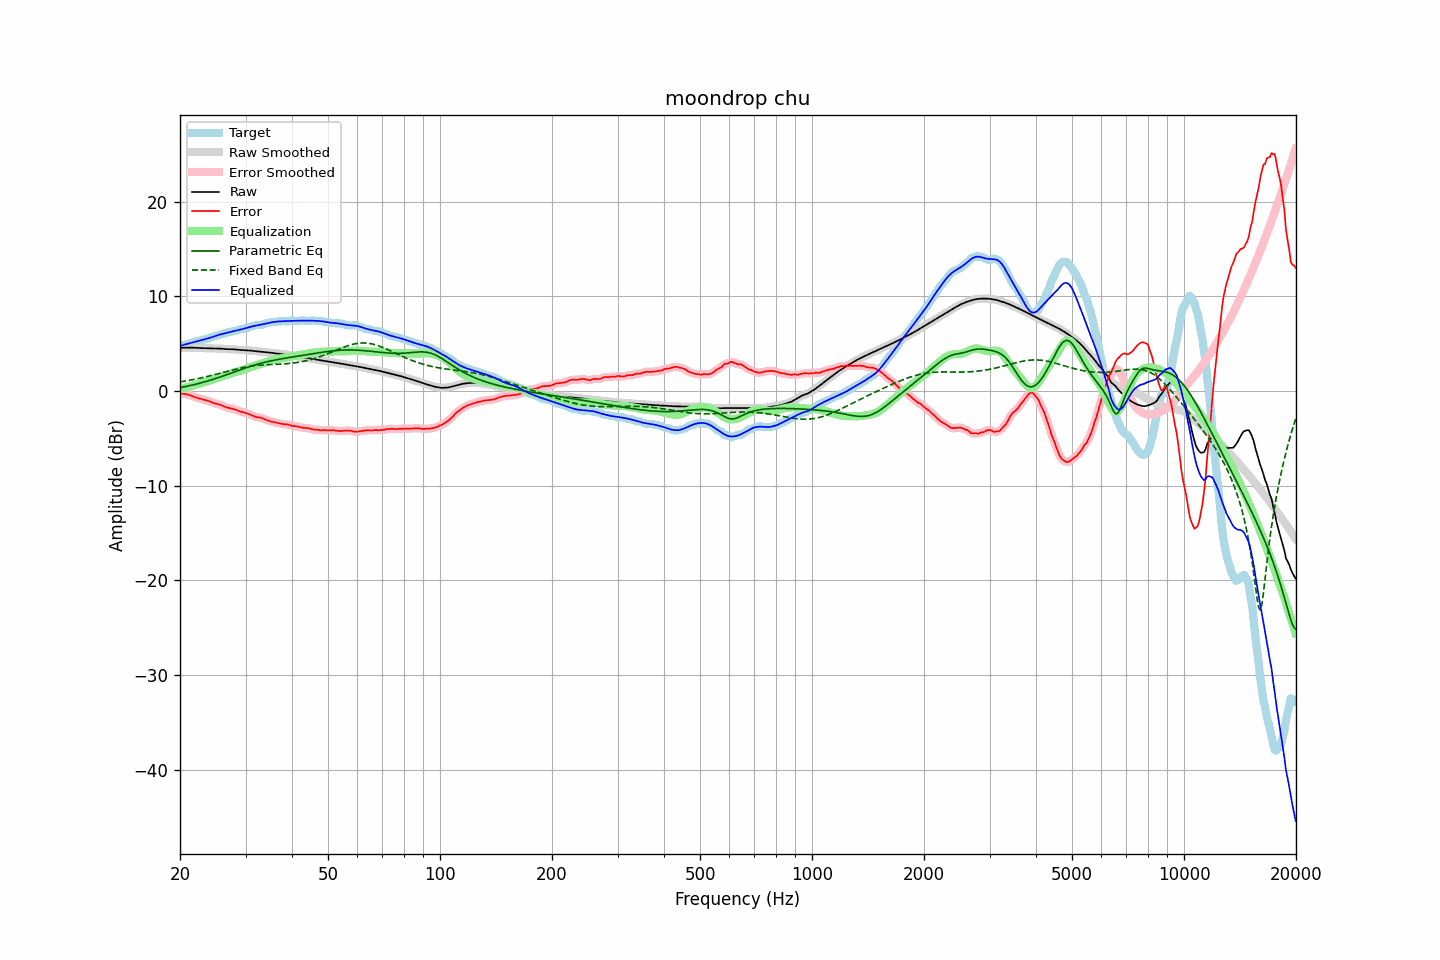 moondrop chu
Target
Raw Smoothed
Error Smoothed
Raw
Error
Equalization
Parametric Eq
Fixed Band Eq
Equalized
20
10
0
−10
−20
−30
−40
Amplitude (dBr)
20 50 100 200 500 1000 2000 5000 10000 20000
Frequency (Hz)